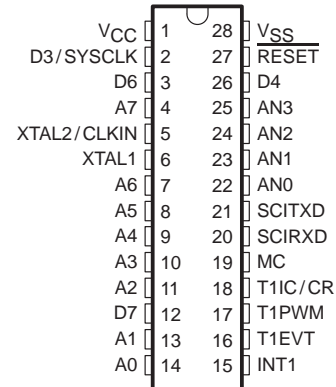 VCC 1 28 VSS
D3/SYSCLK 2 27 RESET
D6 3 26 D4
A7 4 25 AN3
XTAL2/CLKIN 5 24 AN2
XTAL1 6 23 AN1
A6 7 22 AN0
A5 8 21 SCITXD
A4 9 20 SCIRXD
A3 10 19 MC
A2 11 18 T1IC/CR
D7 12 17 T1PWM
A1 13 16 T1EVT
A0 14 15 INT1